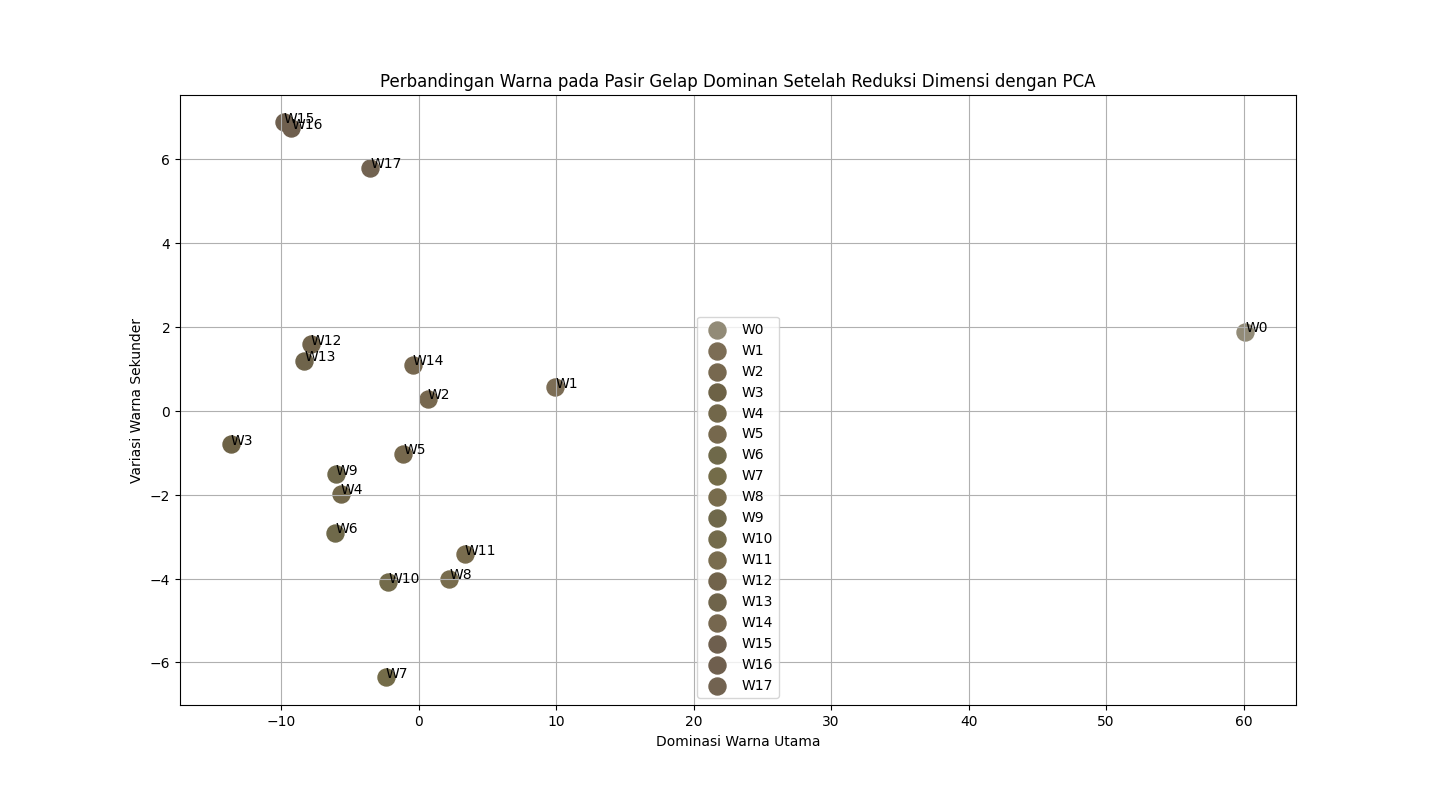 Perbandingan Warna pada Pasir Gelap Dominan Setelah Reduksi Dimensi dengan PCA
Variasi Warna Sekunder
6
4
2
0
−2
−4
−6
W15
W16
W17
W0
W12
W13
W14
W1
W2
W3
W5
W9
W4
W6
W11
W8
W10
W7
W0
W1
W2
W3
W4
W5
W6
W7
W8
W9
W10
W11
W12
W13
W14
W15
W16
W17
−10
0
10
20
30
40
50
60
Dominasi Warna Utama